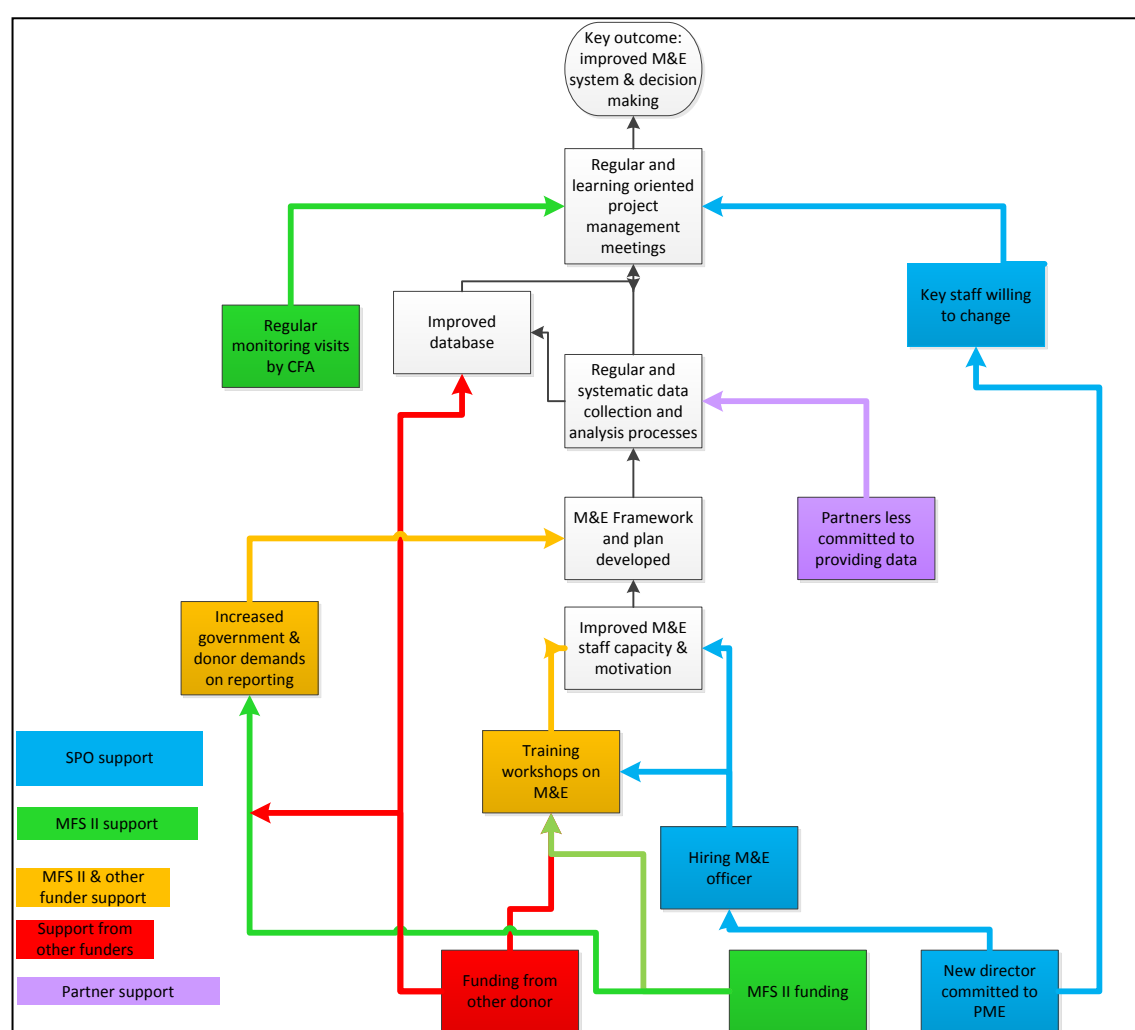 Key outcome:
improved M&E
system & decision
making
Regular and
learning oriented
project
management
meetings
Key staff willing
to change
Regular
monitoring visits
by CFA
Improved
database
Regular and
systematic data
collection and
analysis processes
M&E Framework
and plan
developed
Partners less
committed to
providing data
Increased
government &
donor demands
on reporting
Improved M&E
staff capacity &
motivation
SPO support
Training
workshops on
M&E
MFS II support
Hiring M&E
officer
MFS II & other
funder support
Support from
other funders
Partner support
Funding from
other donor
MFS II funding
New director
committed to
PME